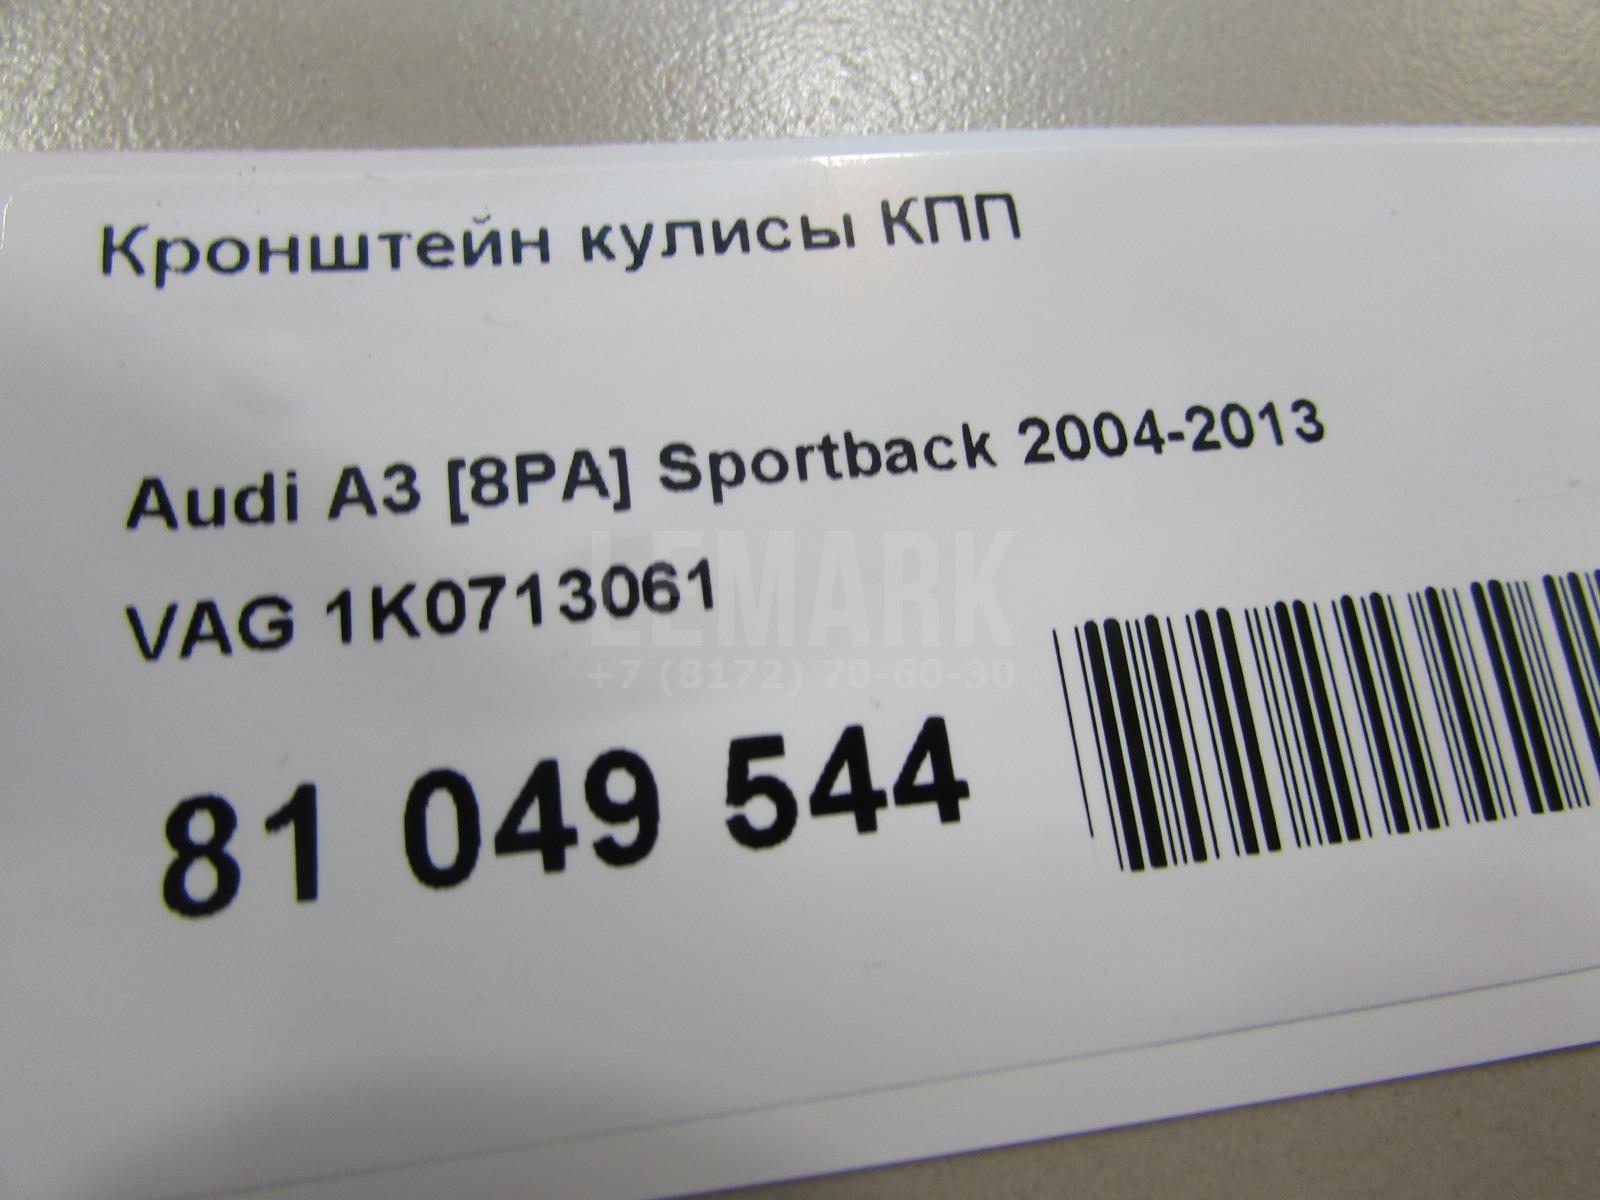 Кронштейн кулисы КПП
Audi A3 [8PA] Sportback 2004-2013
VAG 1K0713061
LEMARK
+7 (8172) 70-60-30
81 049 544